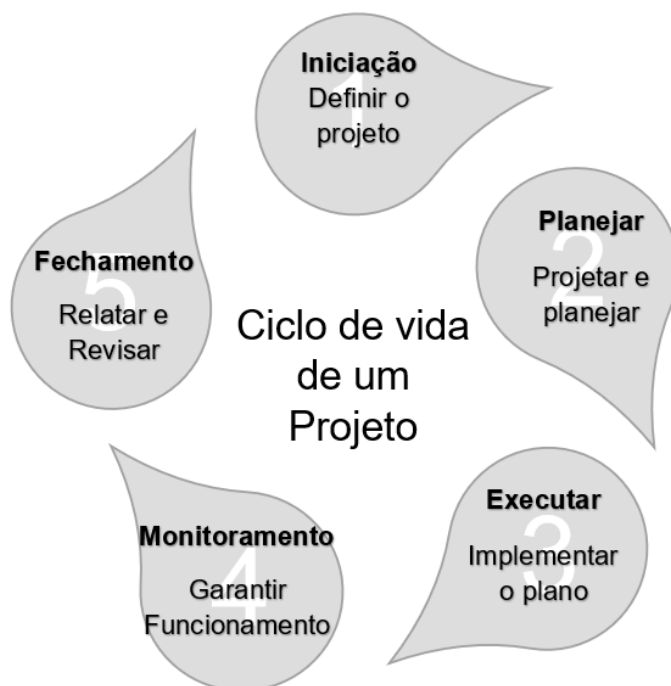 1
Iniciação
Definir o
projeto
2
Planejar
Projetar e
planejar
3
Executar
Implementar
o plano
4
Monitoramento
Garantir
Funcionamento
5
Fechamento
Relatar e
Revisar
Ciclo de vida
de um
Projeto